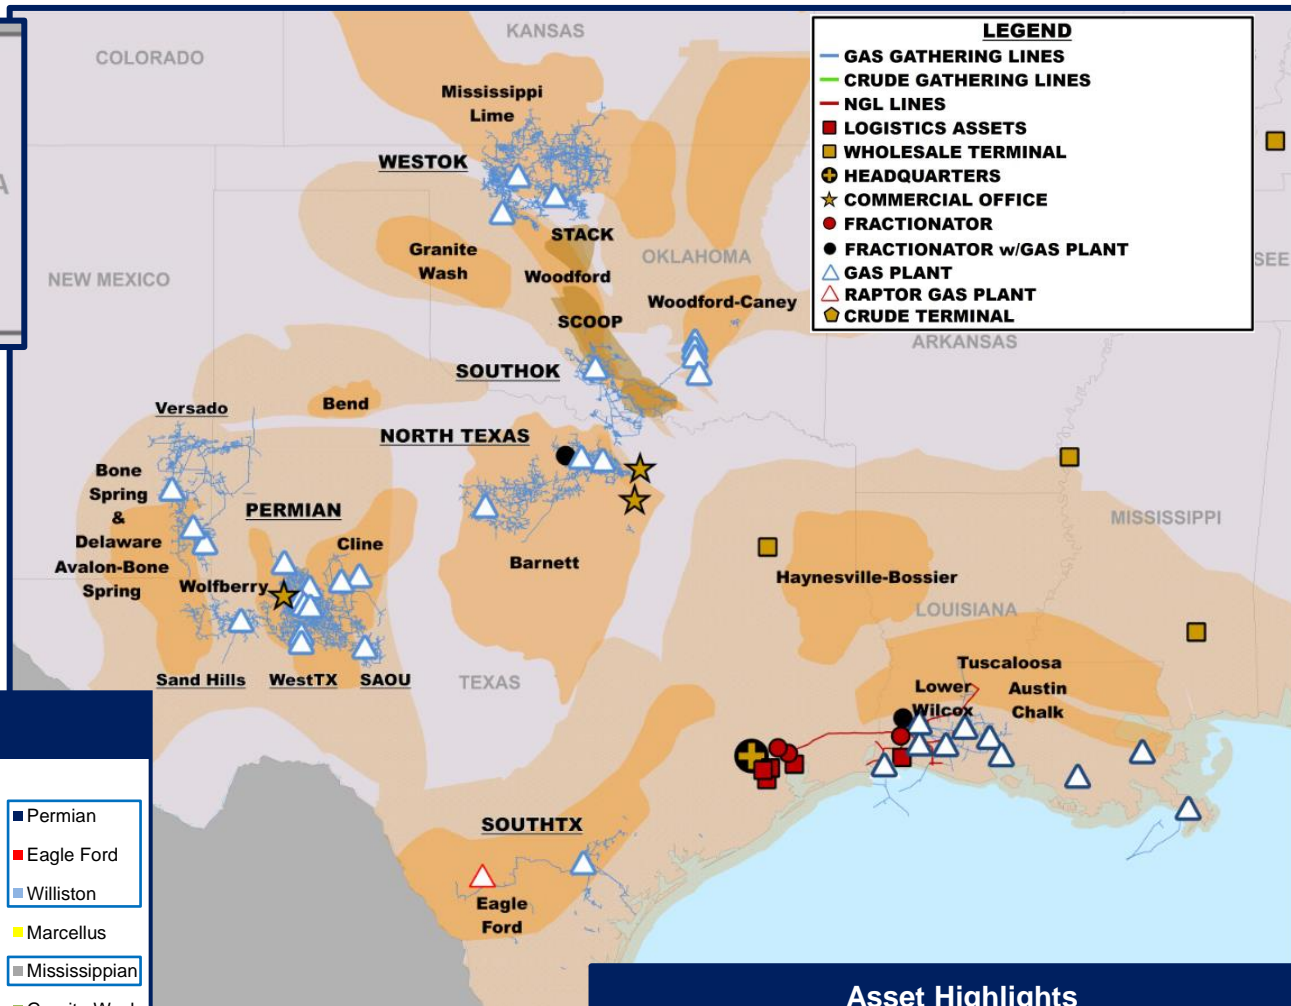 KANSAS
COLORADO
Mississippi
Lime
WESTOK
STACK
Granite
Wash
Woodford
OKLAHOMA
NEW MEXICO
Woodford-Caney
SCOOP
ARKANSAS
SOUTHOK
Bend
Versado
NORTH TEXAS
Bone
Spring
&
Delaware
Avalon-Bone
Spring
PERMIAN
Cline
Wolfberry
Barnett
MISSISSIPPI
Haynesville-Bossier
LOUISIANA
Sand Hills
WestTX
SAOU
TEXAS
Tuscaloosa
Lower
Wilcox
Austin
Chalk
SOUTHTX
Eagle
Ford
LEGEND
GAS GATHERING LINES
CRUDE GATHERING LINES
NGL LINES
LOGISTICS ASSETS
WHOLESALE TERMINAL
HEADQUARTERS
COMMERCIAL OFFICE
FRACTIONATOR
FRACTIONATOR w/GAS PLANT
GAS PLANT
RAPTOR GAS PLANT
CRUDE TERMINAL
SEE
A
Permian
Eagle Ford
Williston
Marcellus
Mississippian
Asset Highlights